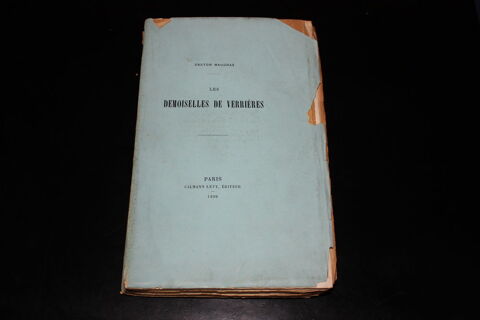 GASTON MAUGRAS
LES
DEMOISELLES DE VERRIÈRES
PARIS
CALMANN LÉVY, ÉDITEUR